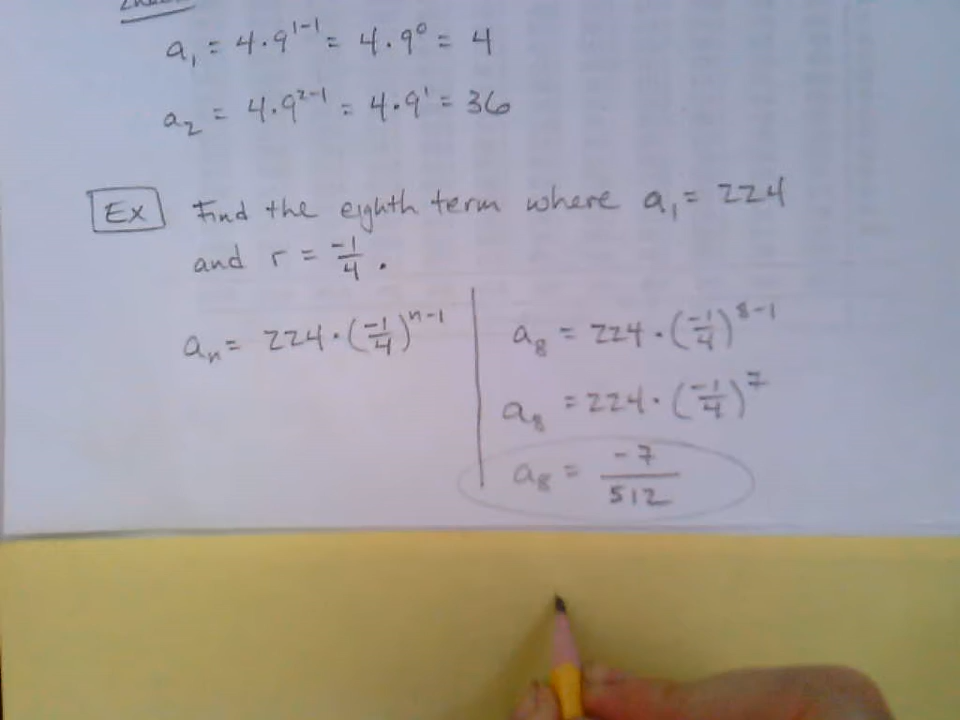 a₁ = 4·9¹⁻¹ = 4·9⁰ = 4
a₂ = 4·9²⁻¹ = 4·9¹ = 36
Ex Find the eighth term where a₁ = 224
and r = -1/4.
aₙ = 224·(-1/4)ⁿ⁻¹
a₈ = 224·(-1/4)⁸⁻¹
a₈ = 224·(-1/4)⁷
a₈ = -7/512